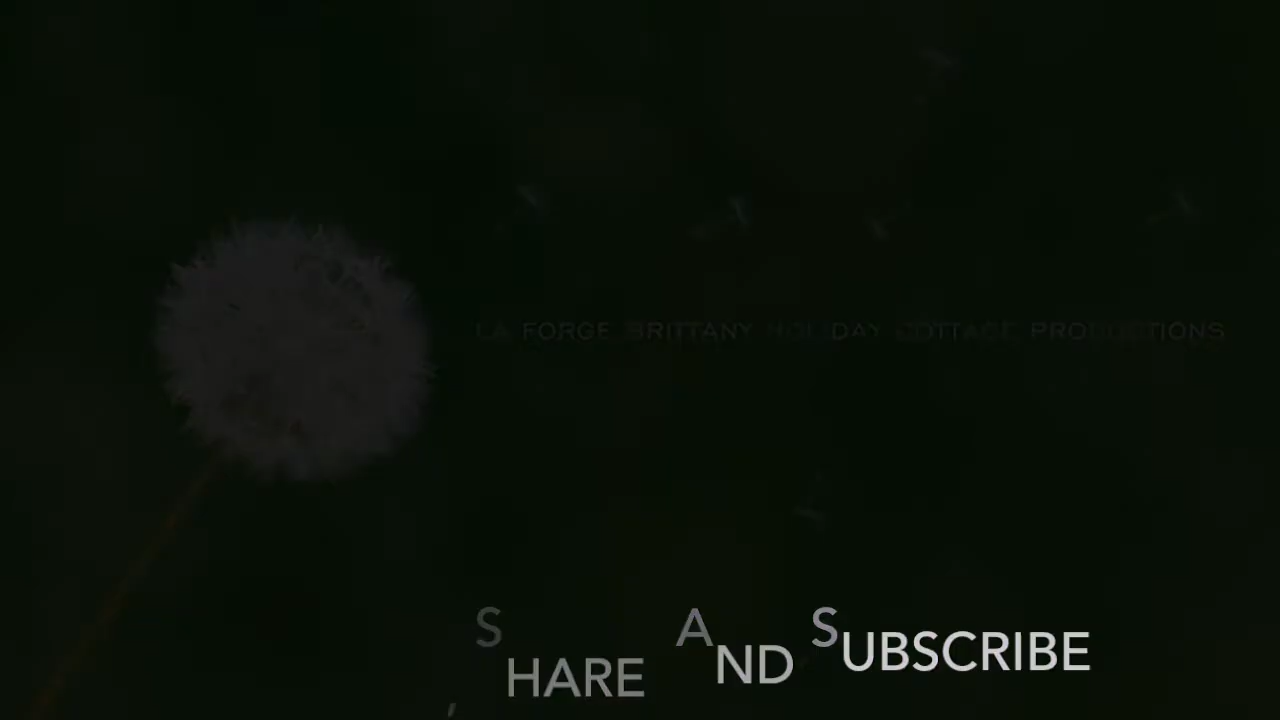 LA FORGE BRITTANY HOLIDAY COTTAGE PRODUCTIONS
SHARE AND SUBSCRIBE